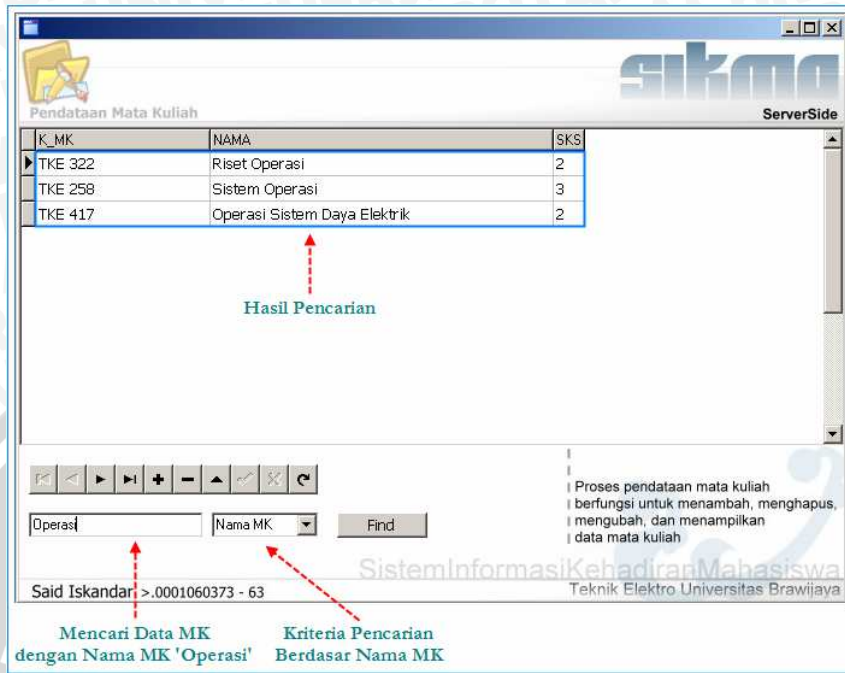 sikma
Pendataan Mata Kuliah
ServerSide
K_MK NAMA SKS
TKE 322 Riset Operasi 2
TKE 258 Sistem Operasi 3
TKE 417 Operasi Sistem Daya Elektrik 2
Hasil Pencarian
Proses pendataan mata kuliah
berfungsi untuk menambah, menghapus,
mengubah, dan menampilkan
data mata kuliah
Operasi Nama MK Find
SistemInformasiKehadiranMahasiswa
Said Iskandar >.0001060373 - 63
Teknik Elektro Universitas Brawijaya
Mencari Data MK
dengan Nama MK 'Operasi'
Kriteria Pencarian
Berdasar Nama MK